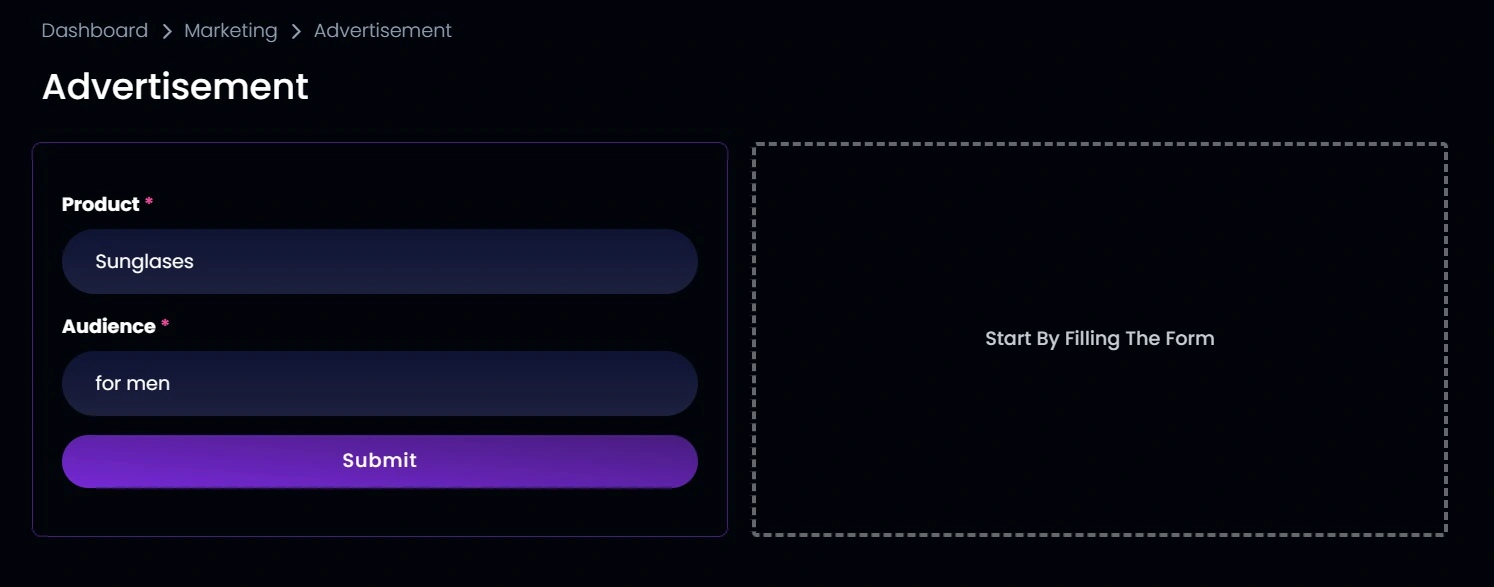 Dashboard > Marketing > Advertisement
Advertisement
Product *
Sunglases
Audience *
for men
Submit
Start By Filling The Form